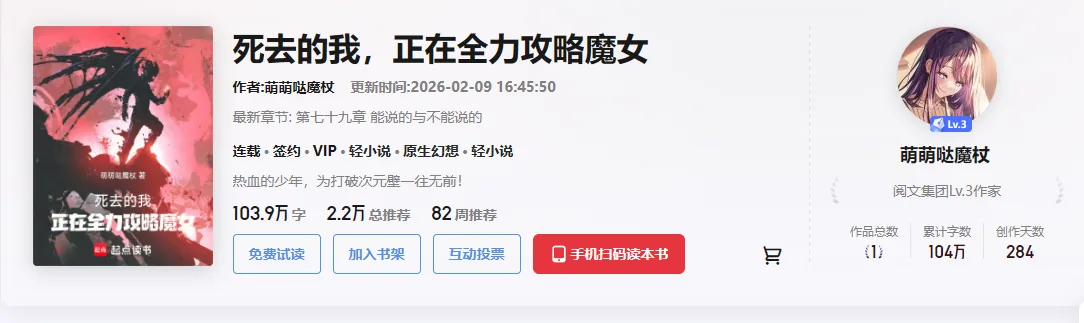 死去的我，正在全力攻略魔女
作者:萌萌哒魔杖 更新时间:2026-02-09 16:45:50
最新章节: 第七十九章 能说的与不能说的
连载 • 签约 • VIP • 轻小说 • 原生幻想 • 轻小说
热血的少年，为打破次元壁一往无前！
103.9万 字 2.2万 总推荐 82 周推荐
免费试读 加入书架 互动投票 手机扫码读本书
萌萌哒魔杖 著
死去的我
正在全力攻略魔女
起点 起点读书
Lv.3
萌萌哒魔杖
阅文集团Lv.3作家
作品总数 累计字数 创作天数
(1) 104万 284